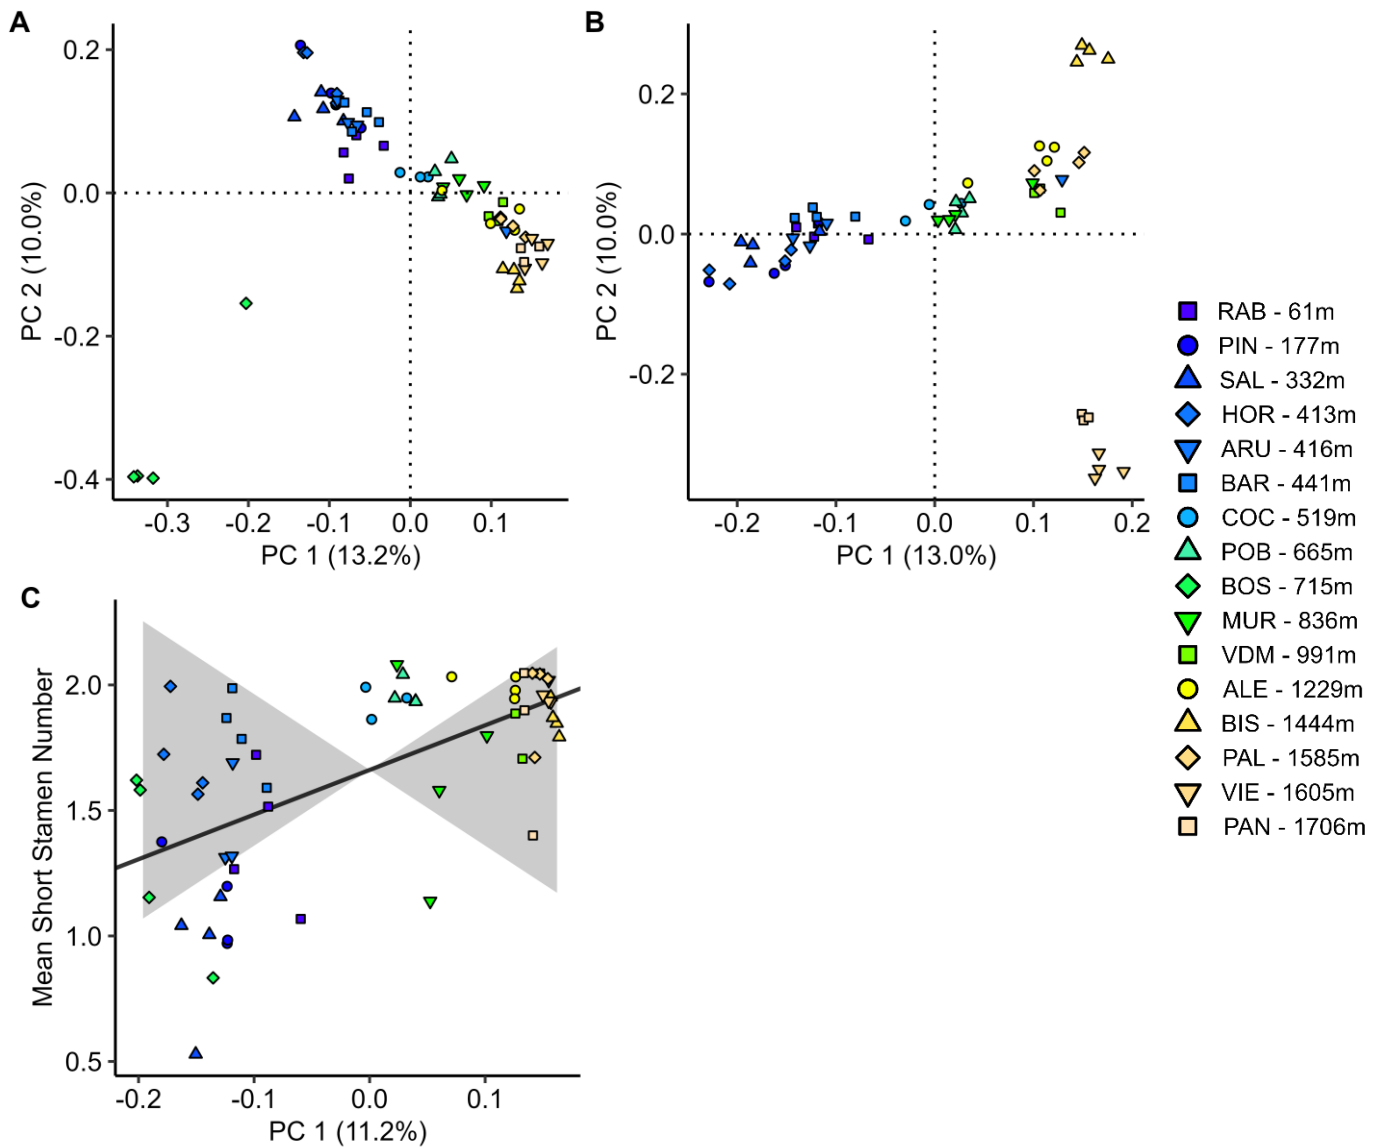 A
0.2
0.0
-0.2
-0.4
PC 2 (10.0%)
-0.3
-0.2
-0.1
0.0
0.1
PC 1 (13.2%)
B
0.2
0.0
-0.2
PC 2 (10.0%)
-0.2
-0.1
0.0
0.1
0.2
PC 1 (13.0%)
C
2.0
1.5
1.0
0.5
Mean Short Stamen Number
-0.2
-0.1
0.0
0.1
PC 1 (11.2%)
RAB - 61m
PIN - 177m
SAL - 332m
HOR - 413m
ARU - 416m
BAR - 441m
COC - 519m
POB - 665m
BOS - 715m
MUR - 836m
VDM - 991m
ALE - 1229m
BIS - 1444m
PAL - 1585m
VIE - 1605m
PAN - 1706m